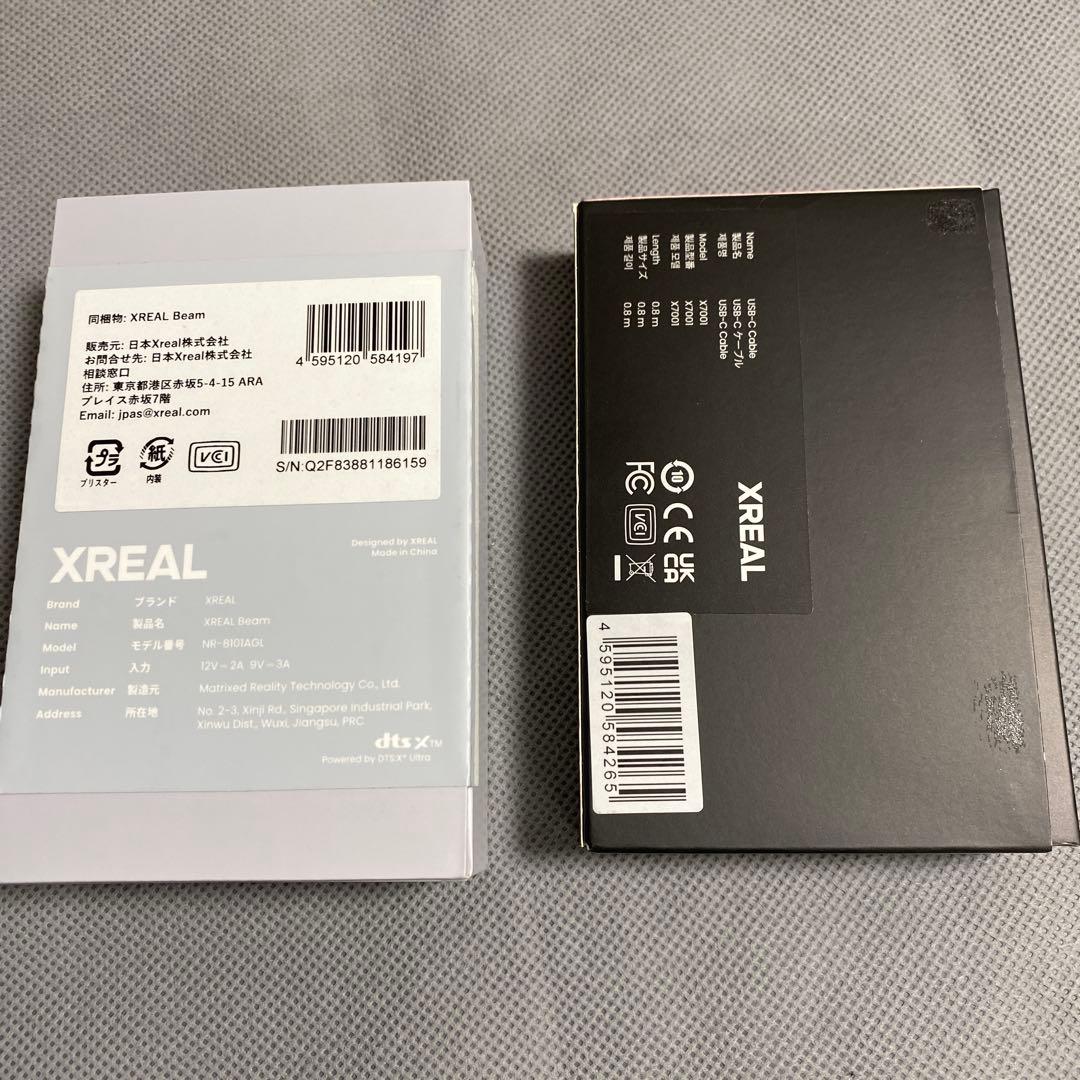 同梱物: XREAL Beam
販売元: 日本Xreal株式会社
お問合せ先: 日本Xreal株式会社
相談窓口
住所: 東京都港区赤坂5-4-15 ARA
プレイス赤坂7階
Email: jpas@xreal.com
4 595120 584197
プラ
ブリスター
紙
内装
VCI
S/N:Q2F83881186159
XREAL
Designed by XREAL
Made in China
Brand ブランド XREAL
Name 製品名 XREAL Beam
Model モデル番号 NR-8101AGL
Input 入力 12V⎓2A 9V⎓3A
Manufacturer 製造元 Matrixed Reality Technology Co., Ltd.
Address 所在地 No. 2-3, Xinji Rd., Singapore Industrial Park,
Xinwu Dist., Wuxi, Jiangsu, PRC
dts X™
Powered by DTS:X® Ultra
Name USB-C Cable
製品名 USB-C ケーブル
제품명 USB-C Cable
Model X7001
製品型番 X7001
제품 모델 X7001
Length 0.8 m
製品サイズ 0.8 m
제품 길이 0.8 m
XREAL
10 CE UK CA
FC VCI
4 595120 584265